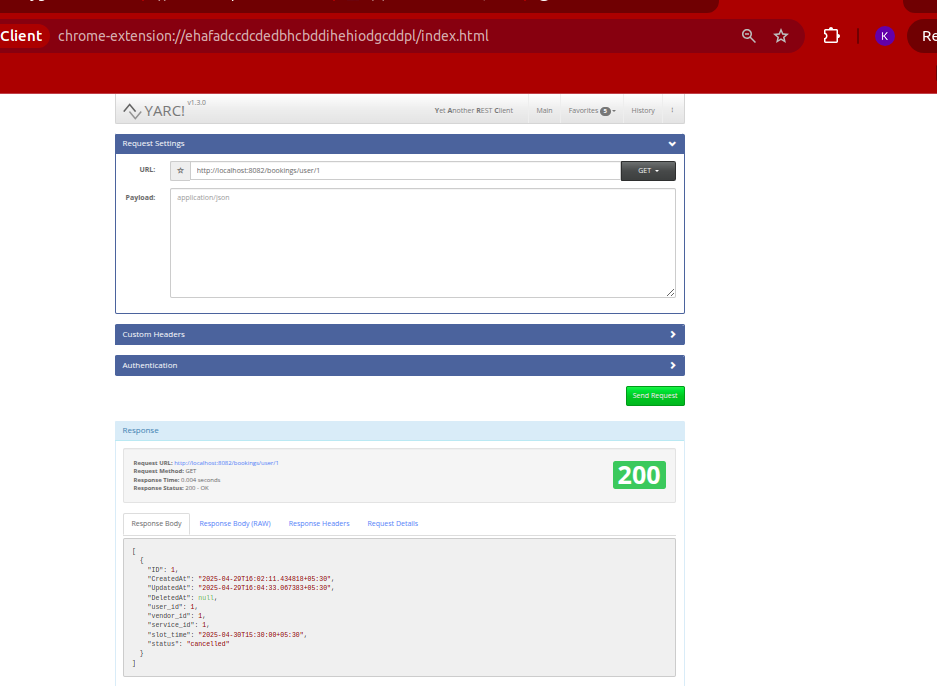 Client chrome-extension://ehafadccdcdedbhcbddihehiodgcddpl/index.html K Re
YARC! v1.3.0 Yet Another REST Client Main Favorites 5 History
Request Settings
URL: http://localhost:8082/bookings/user/1 GET
Payload: application/json
Custom Headers
Authentication
Send Request
Response
Request URL: http://localhost:8082/bookings/user/1
Request Method: GET
Response Time: 0.004 seconds
Response Status: 200 - OK
200
Response Body Response Body (RAW) Response Headers Request Details
[
{
"ID": 1,
"CreatedAt": "2025-04-29T16:02:11.434818+05:30",
"UpdatedAt": "2025-04-29T16:04:33.067383+05:30",
"DeletedAt": null,
"user_id": 1,
"vendor_id": 1,
"service_id": 1,
"slot_time": "2025-04-30T15:30:00+05:30",
"status": "cancelled"
}
]